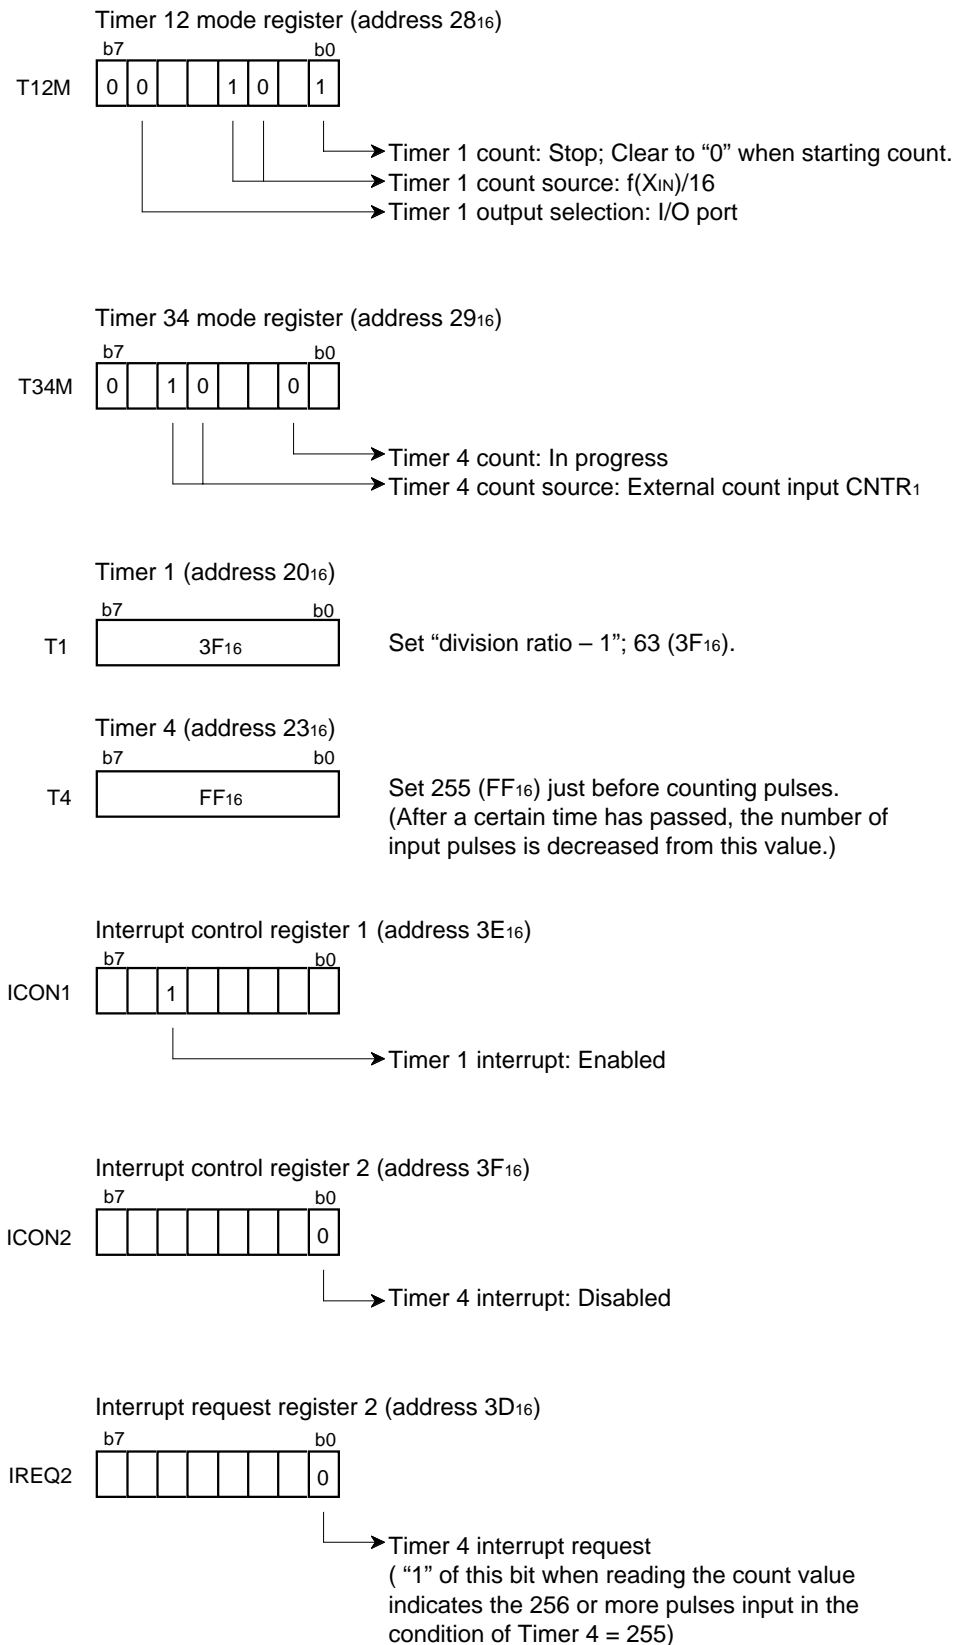 Timer 12 mode register (address 2816)
b7 b0
T12M 0 0 1 0 1
Timer 1 count: Stop; Clear to “0” when starting count.
Timer 1 count source: f(XIN)/16
Timer 1 output selection: I/O port
Timer 34 mode register (address 2916)
b7 b0
T34M 0 1 0 0
Timer 4 count: In progress
Timer 4 count source: External count input CNTR1
Timer 1 (address 2016)
b7 b0
T1 3F16 Set “division ratio – 1”; 63 (3F16).
Timer 4 (address 2316)
b7 b0
T4 FF16 Set 255 (FF16) just before counting pulses.
(After a certain time has passed, the number of
input pulses is decreased from this value.)
Interrupt control register 1 (address 3E16)
b7 b0
ICON1 1
Timer 1 interrupt: Enabled
Interrupt control register 2 (address 3F16)
b7 b0
ICON2 0
Timer 4 interrupt: Disabled
Interrupt request register 2 (address 3D16)
b7 b0
IREQ2 0
Timer 4 interrupt request
( “1” of this bit when reading the count value
indicates the 256 or more pulses input in the
condition of Timer 4 = 255)